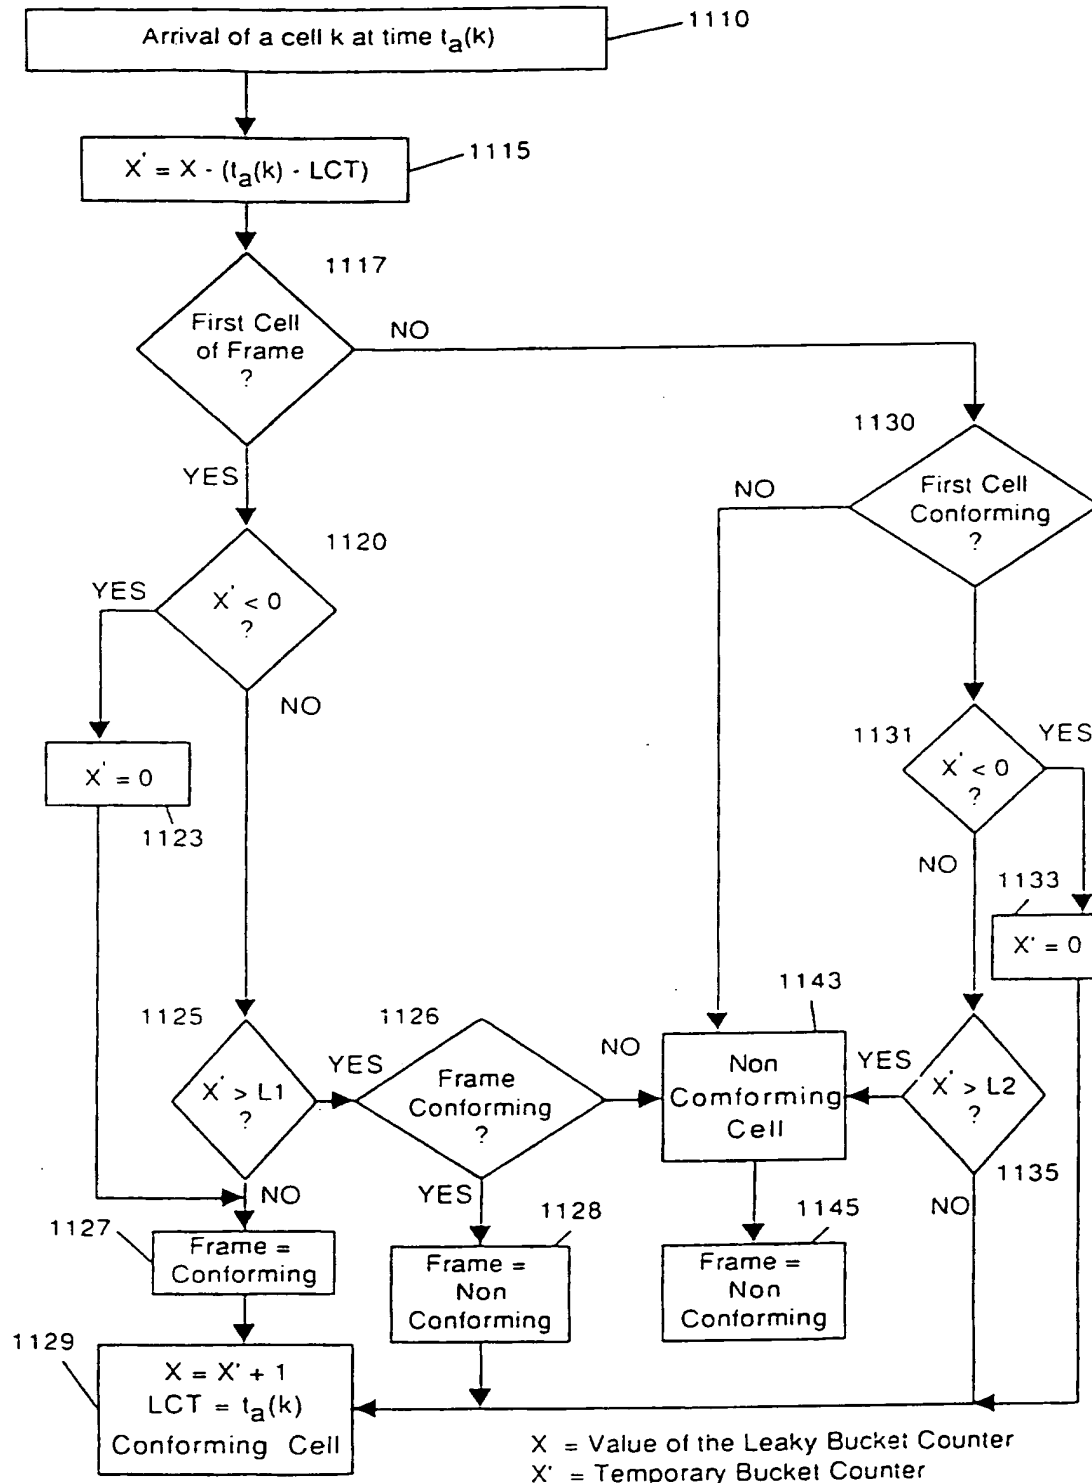 1110
Arrival of a cell k at time ta(k)
1115
X' = X - (ta(k) - LCT)
1117
First Cell
of Frame
?
NO
YES
1130
First Cell
Conforming
?
NO
1120
X' < 0
?
YES
NO
1131
X' < 0
?
YES
NO
X' = 0
1123
1133
X' = 0
1125
X' > L1
?
YES
1126
Frame
Conforming
?
NO
YES
1143
Non
Comforming
Cell
YES
X' > L2
?
1135
NO
NO
1127
Frame =
Conforming
1128
Frame =
Non
Conforming
1145
Frame =
Non
Conforming
1129
X = X' + 1
LCT = ta(k)
Conforming Cell
X = Value of the Leaky Bucket Counter
X' = Temporary Bucket Counter